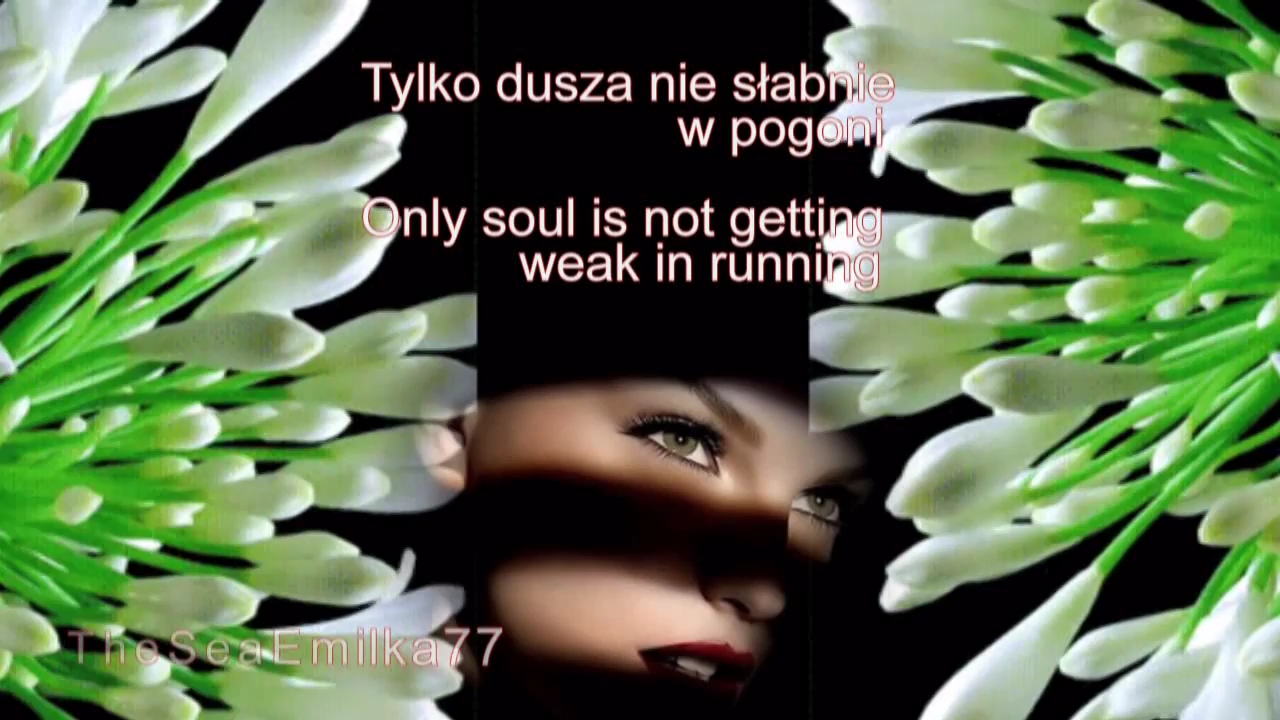 Tylko dusza nie słabnie
w pogoni
Only soul is not getting
weak in running
TheSeaEmilka77